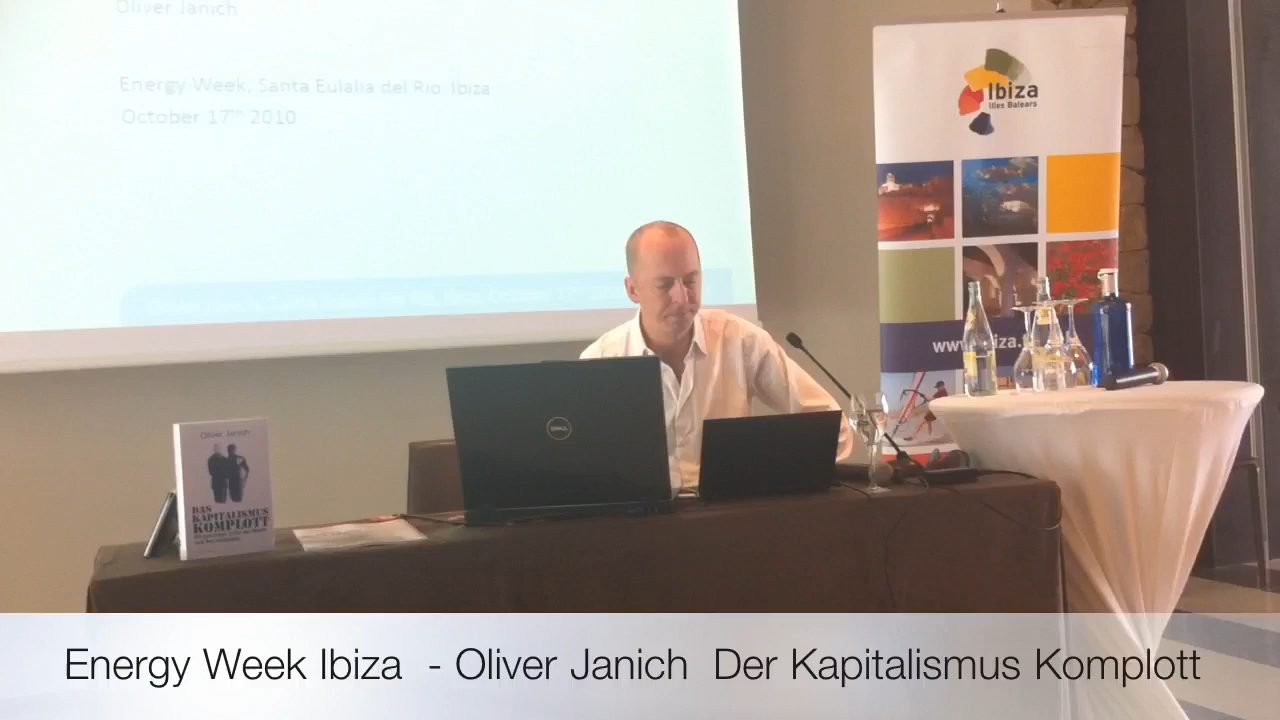 Oliver Janich
Energy Week, Santa Eulalia del Rio, Ibiza
October 17th 2010
Ibiza
Illes Balears
www.
iza.
DELL
Oliver Janich
DAS
KAPITALISMUS
KOMPLOTT
Energy Week Ibiza - Oliver Janich Der Kapitalismus Komplott